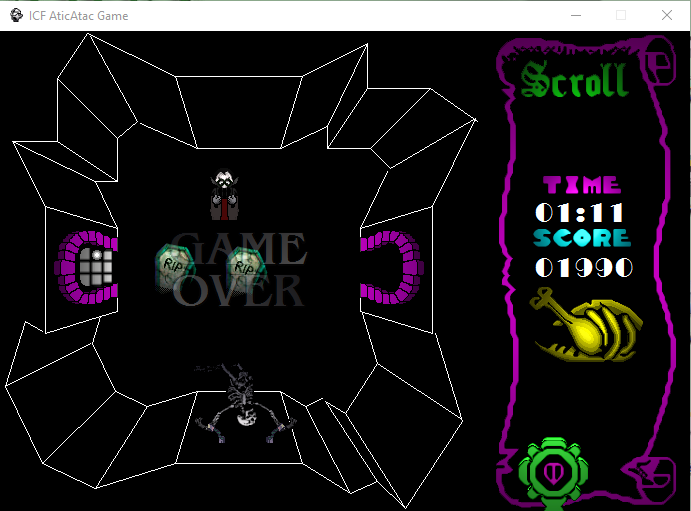 ICF AticAtac Game
Scroll
TIME
01:11
SCORE
01990
GAME
OVER
RIP
RIP